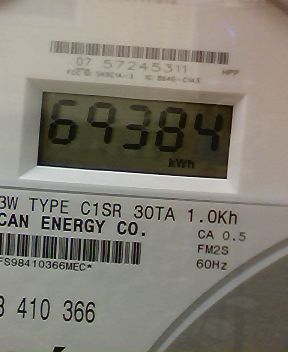 07 57245311
HPP
69384
kWh
3W TYPE C1SR 30TA 1.0Kh
CAN ENERGY CO.
CA 0.5
FM2S
60Hz
FS98410366MEC*
3 410 366